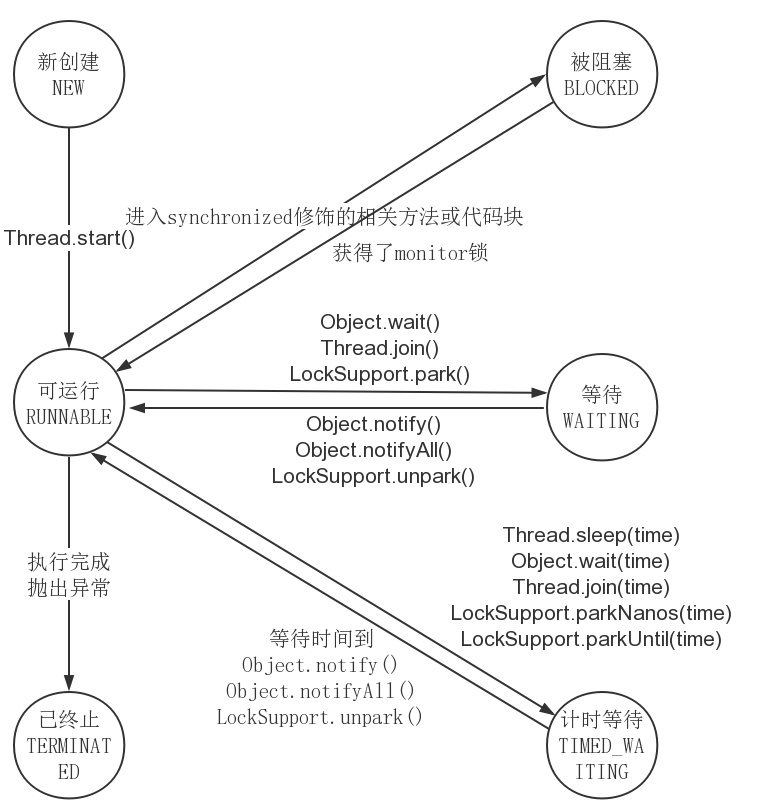 新创建
NEW
被阻塞
BLOCKED
进入synchronized修饰的相关方法或代码块
Thread.start()
获得了monitor锁
Object.wait()
Thread.join()
LockSupport.park()
可运行
RUNNABLE
等待
WAITING
Object.notify()
Object.notifyAll()
LockSupport.unpark()
Thread.sleep(time)
Object.wait(time)
Thread.join(time)
LockSupport.parkNanos(time)
LockSupport.parkUntil(time)
执行完成
抛出异常
等待时间到
Object.notify()
Object.notifyAll()
LockSupport.unpark()
已终止
TERMINAT
ED
计时等待
TIMED_WA
ITING